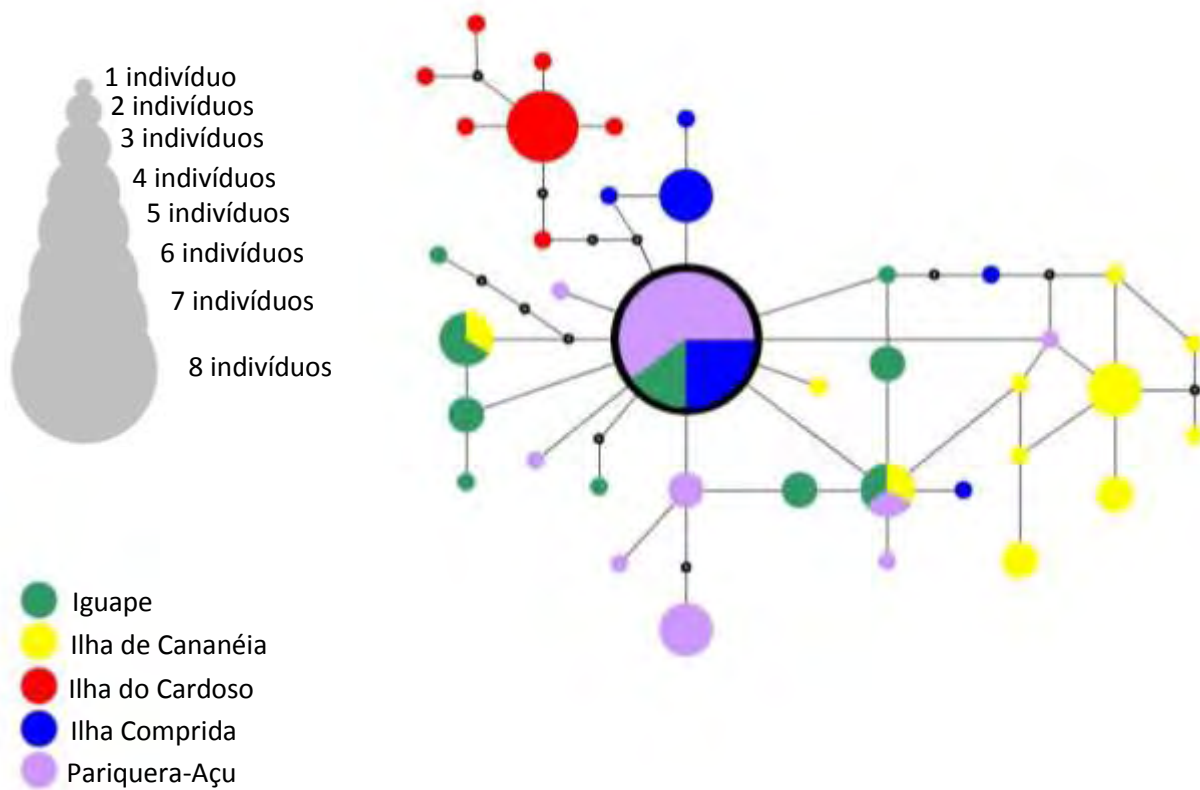 1 indivíduo
2 indivíduos
3 indivíduos
4 indivíduos
5 indivíduos
6 indivíduos
7 indivíduos
8 indivíduos
Iguape
Ilha de Cananéia
Ilha do Cardoso
Ilha Comprida
Pariquera-Açu